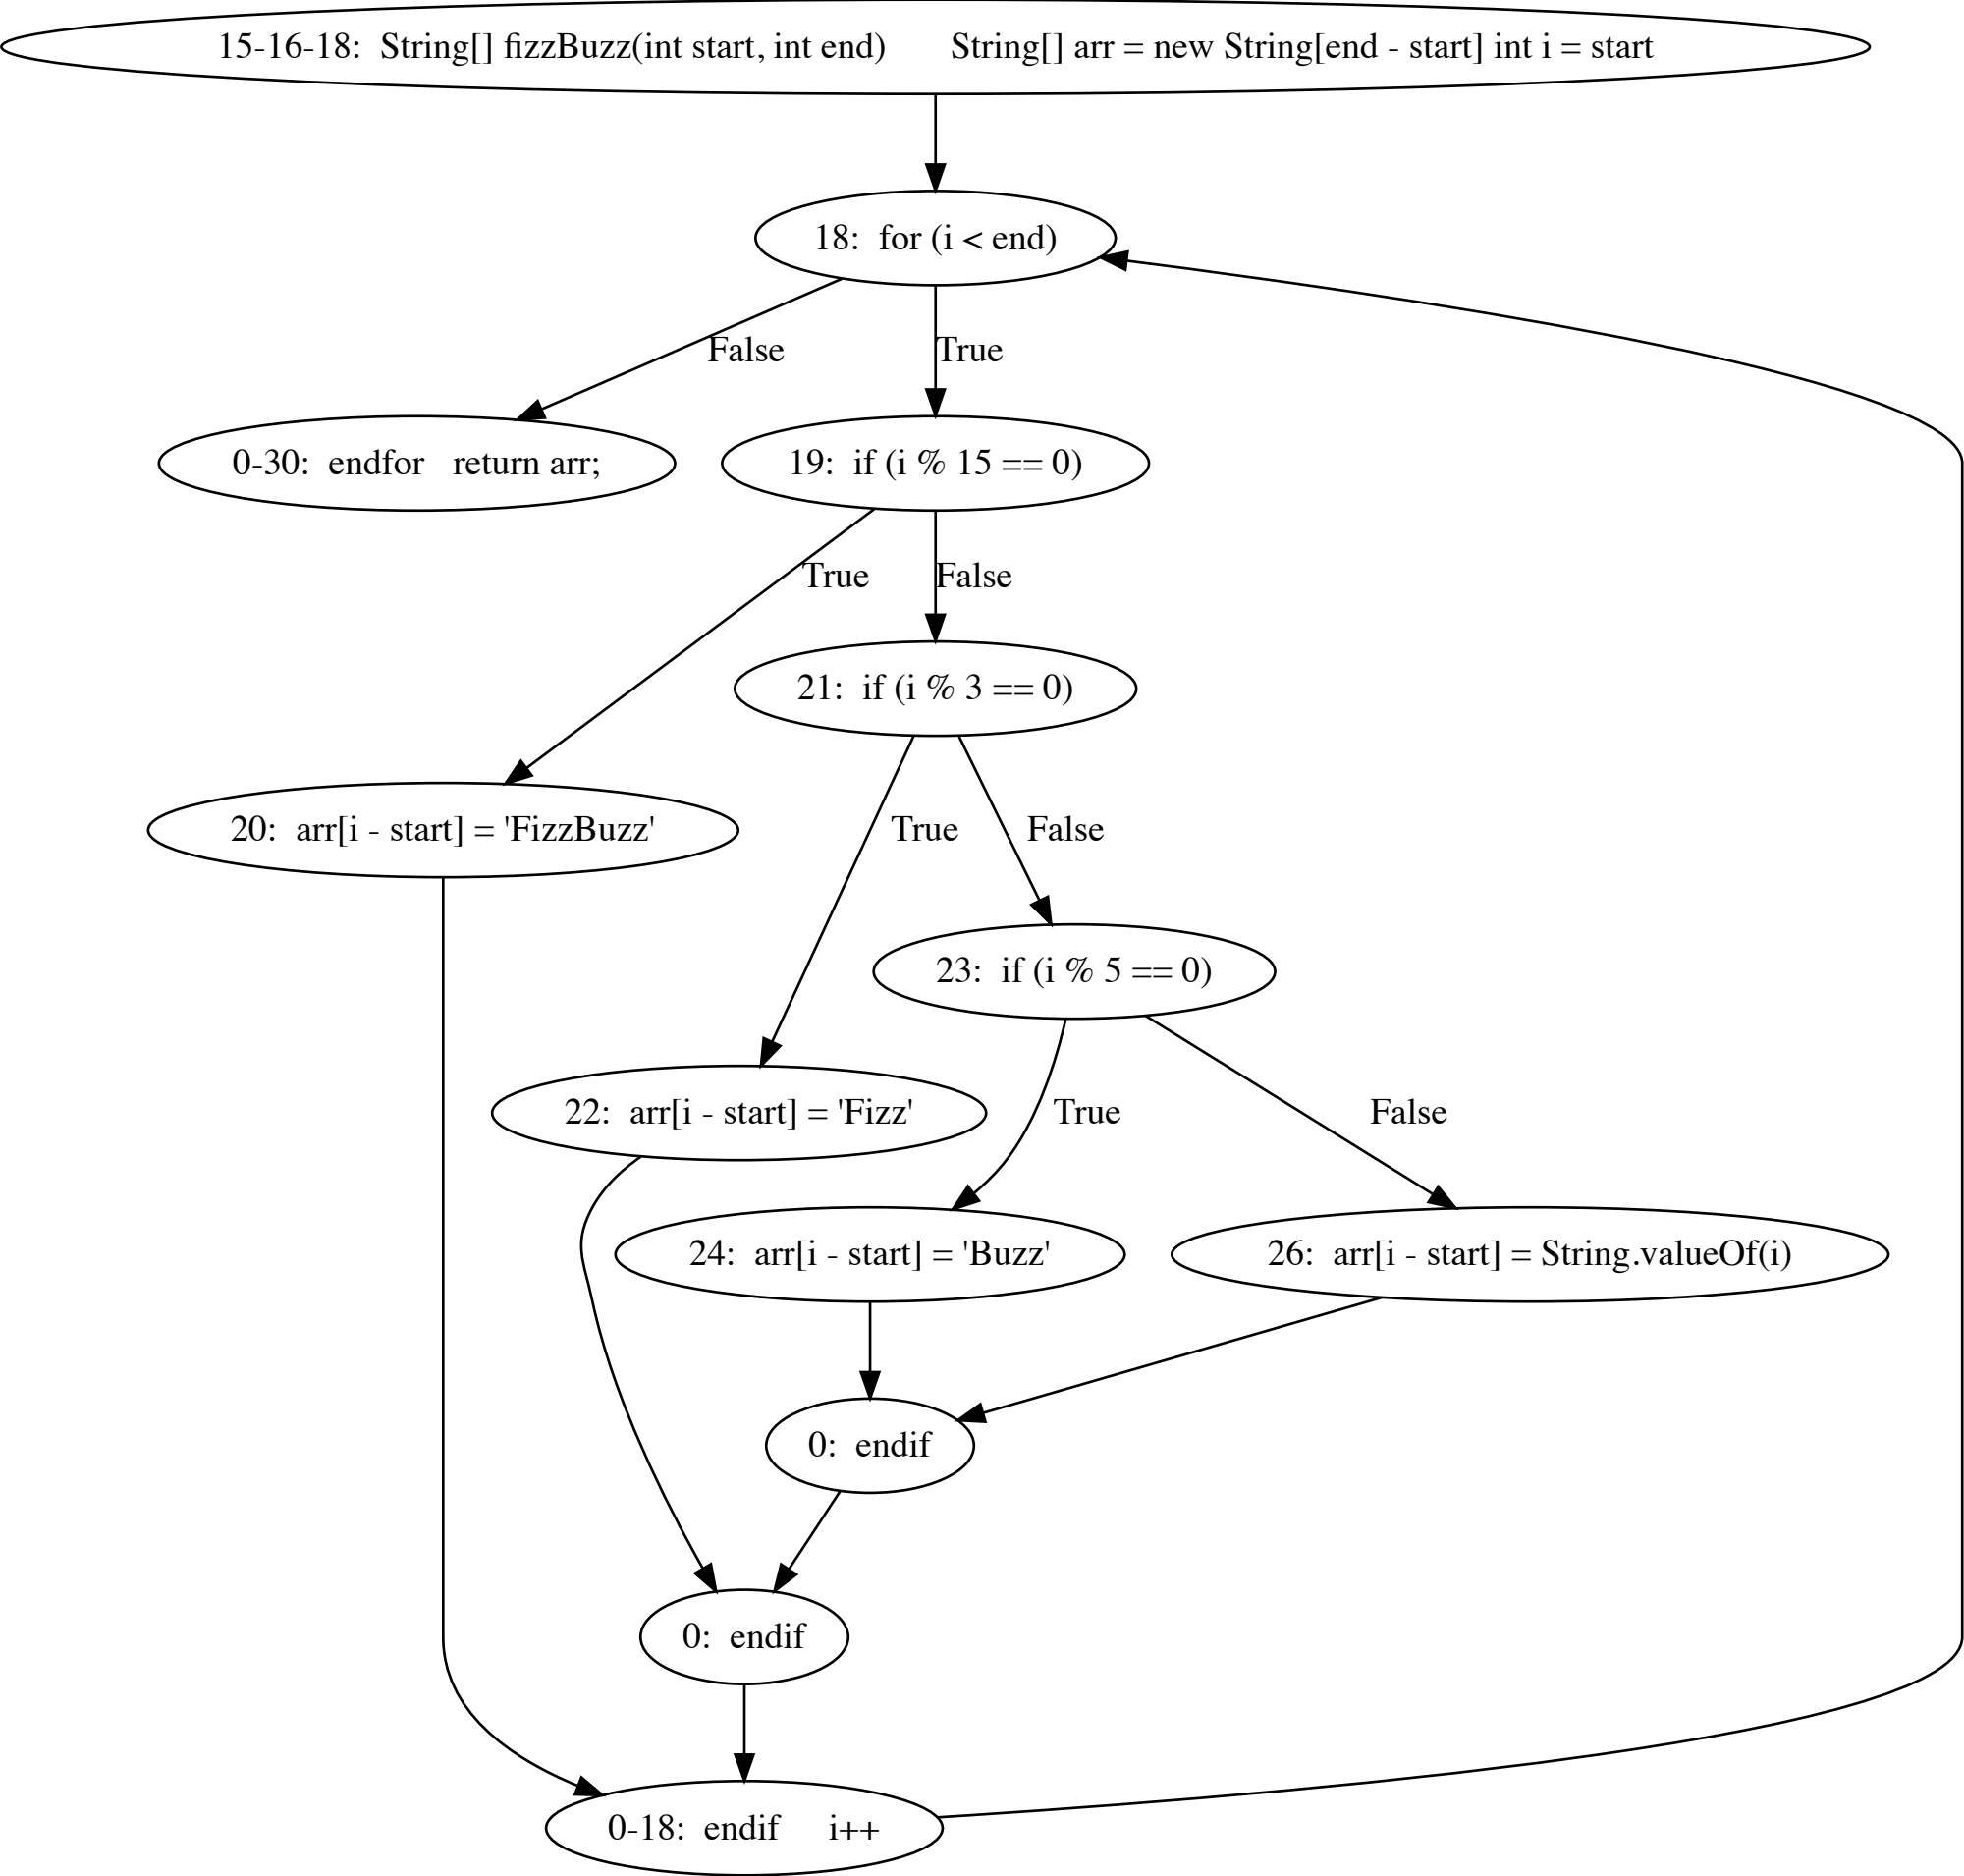 15-16-18:  String[] fizzBuzz(int start, int end)       String[] arr = new String[end - start] int i = start
18:  for (i < end)
False
True
0-30:  endfor   return arr;
19:  if (i % 15 == 0)
True
False
21:  if (i % 3 == 0)
20:  arr[i - start] = 'FizzBuzz'
True
False
23:  if (i % 5 == 0)
22:  arr[i - start] = 'Fizz'
True
False
24:  arr[i - start] = 'Buzz'
26:  arr[i - start] = String.valueOf(i)
0:  endif
0:  endif
0-18:  endif     i++